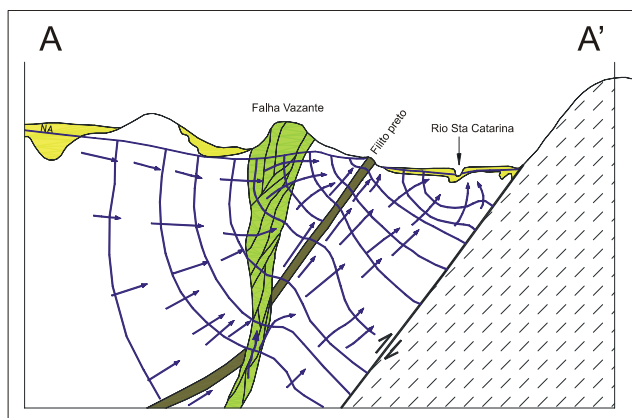 A
A'
Falha Vazante
Filito preto
Rio Sta Catarina
NA